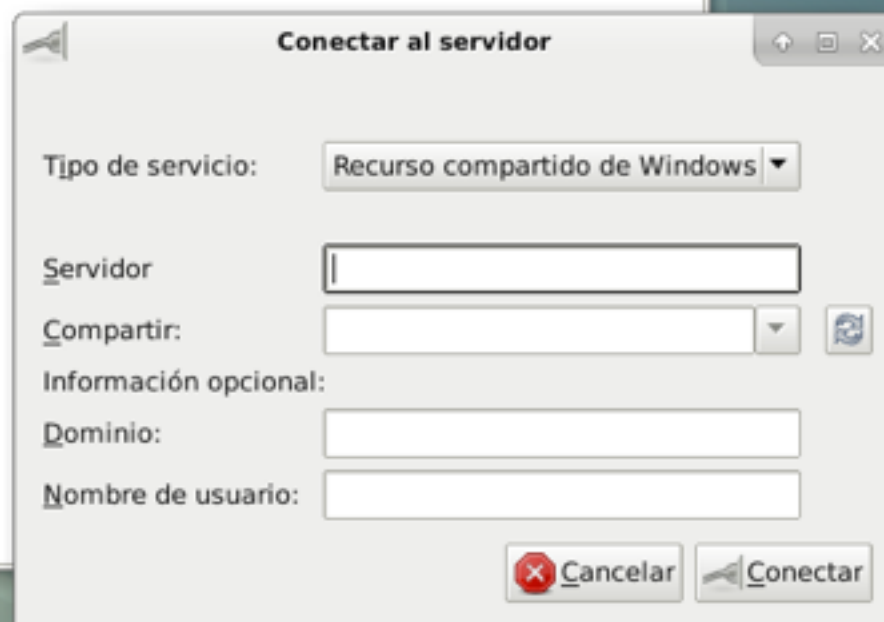 Conectar al servidor
Tipo de servicio: Recurso compartido de Windows
Servidor
Compartir:
Información opcional:
Dominio:
Nombre de usuario:
Cancelar Conectar